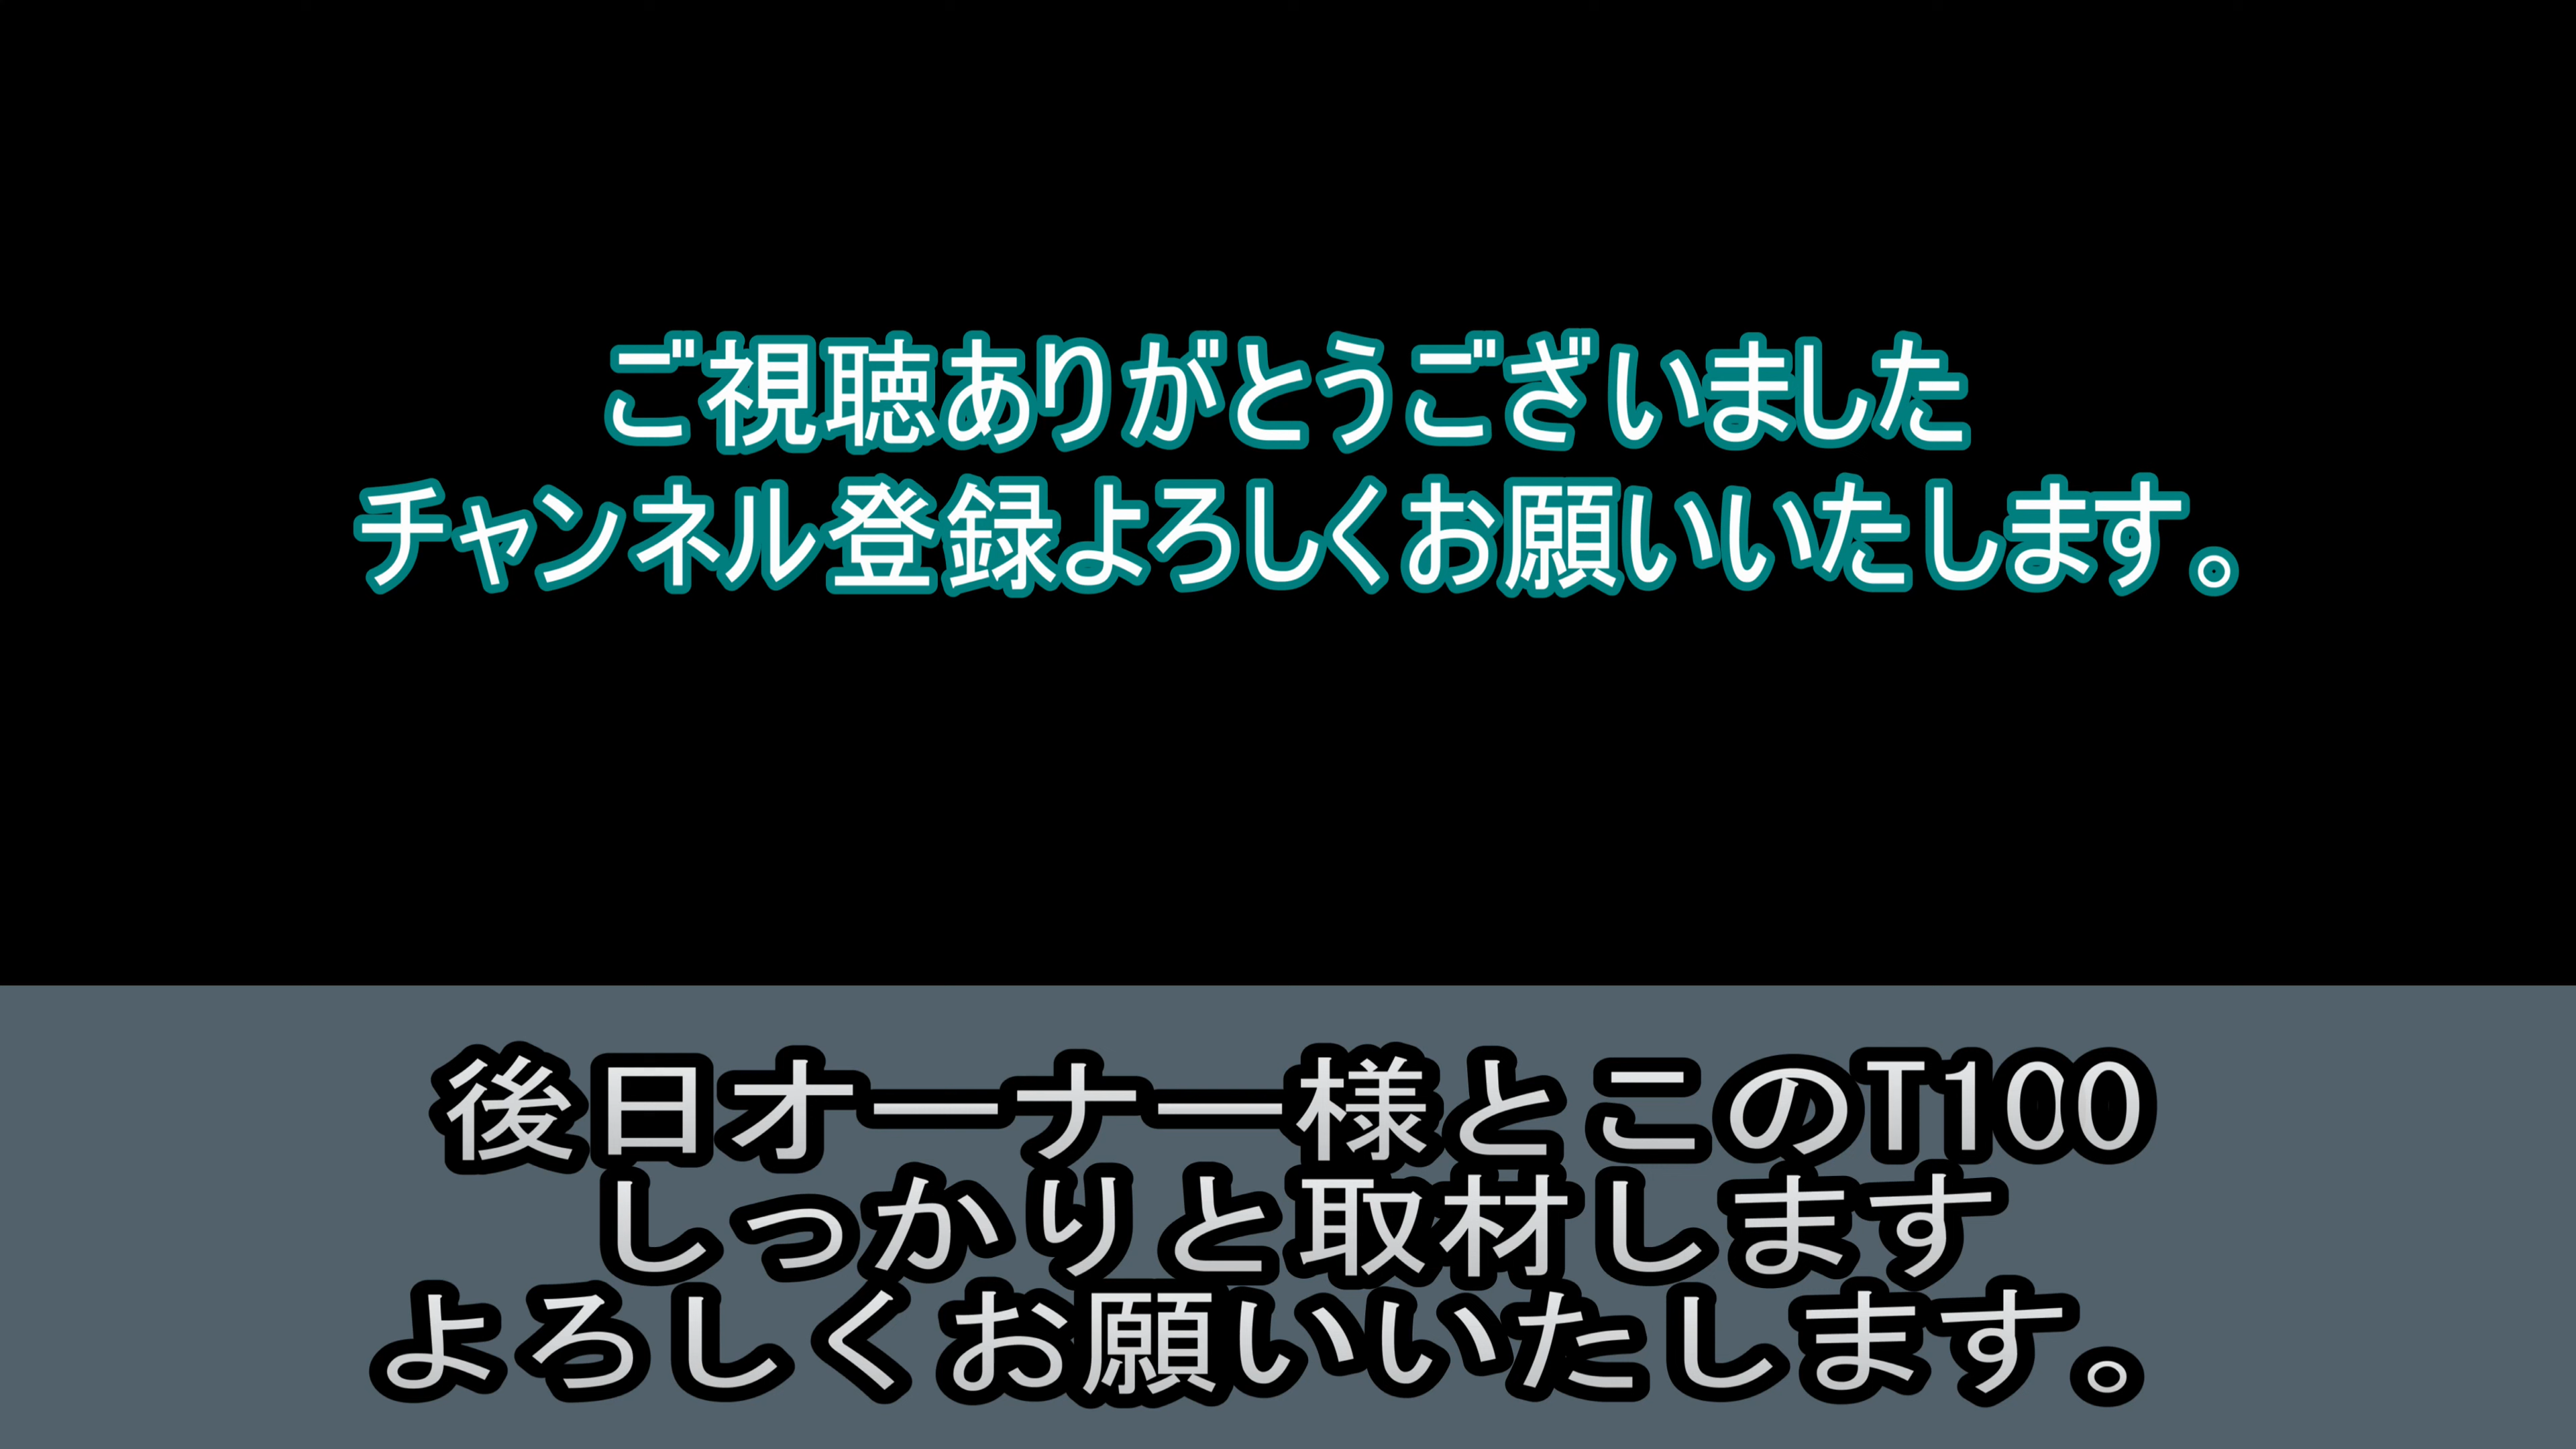 ご視聴ありがとうございました
チャンネル登録よろしくお願いいたします。
後日オーナー様とこのT100
しっかりと取材します
よろしくお願いいたします。